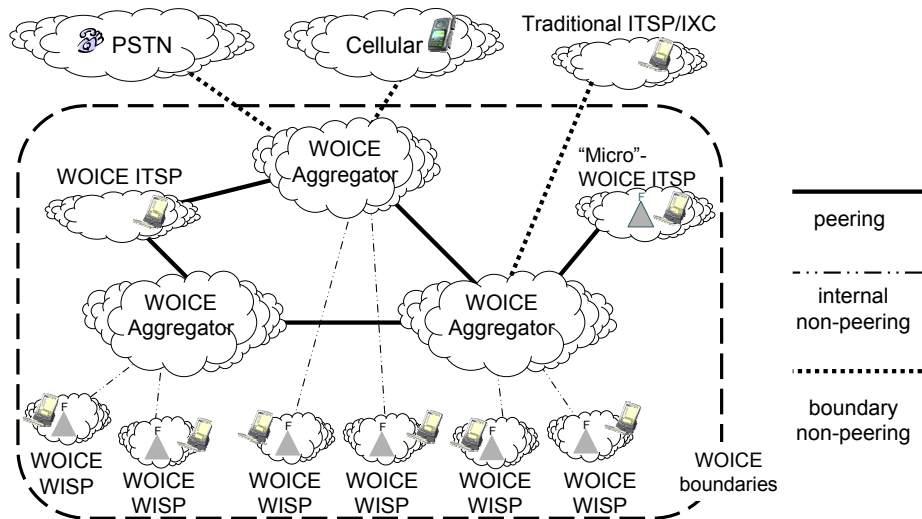 PSTN
Cellular
Traditional ITSP/IXC
WOICE
Aggregator
WOICE ITSP
“Micro”-
WOICE ITSP
F
WOICE
Aggregator
WOICE
Aggregator
F
WOICE
WISP
F
WOICE
WISP
F
WOICE
WISP
F
WOICE
WISP
F
WOICE
WISP
F
WOICE
WISP
WOICE
boundaries
peering
internal
non-peering
boundary
non-peering